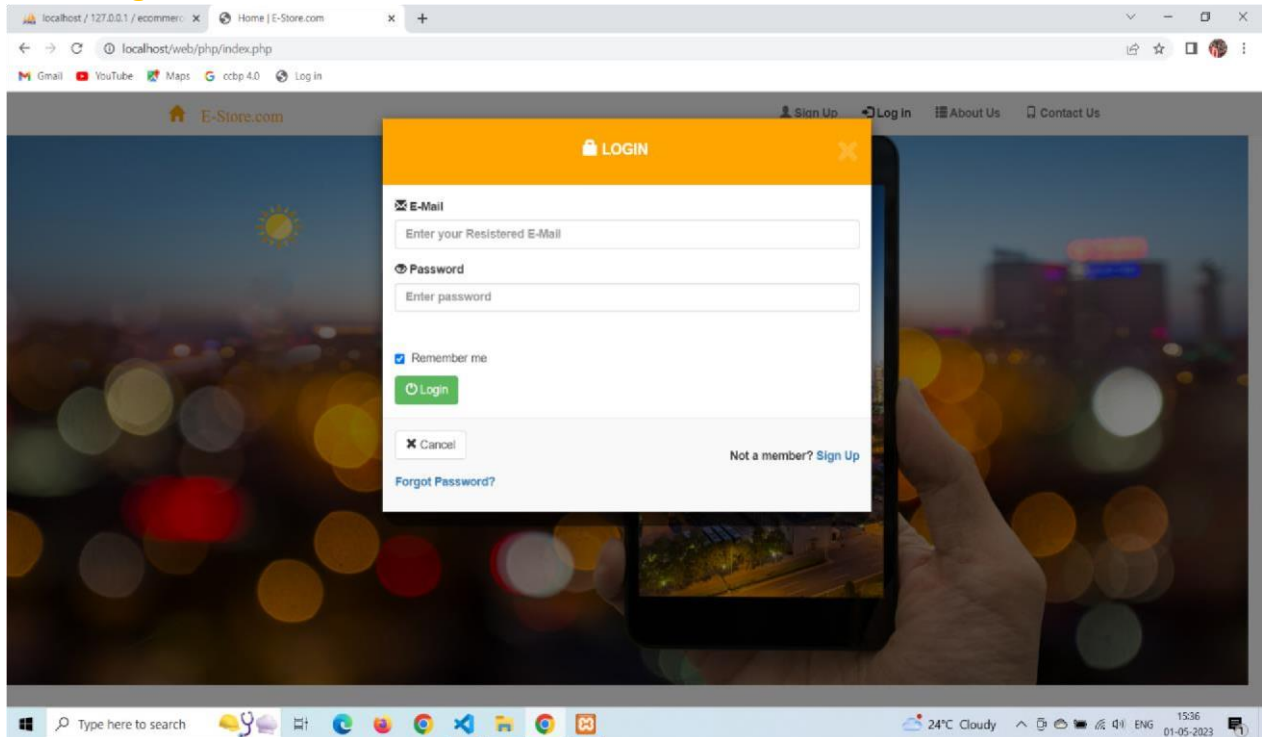 localhost / 127.0.0.1 / ecommerc
Home | E-Store.com
localhost/web/php/index.php
Gmail
YouTube
Maps
ccbp 4.0
Log in
E-Store.com
Sign Up
Log in
About Us
Contact Us
LOGIN
E-Mail
Enter your Resistered E-Mail
Password
Enter password
Remember me
Login
Cancel
Not a member? Sign Up
Forgot Password?
Type here to search
24°C Cloudy
ENG
15:36
01-05-2023